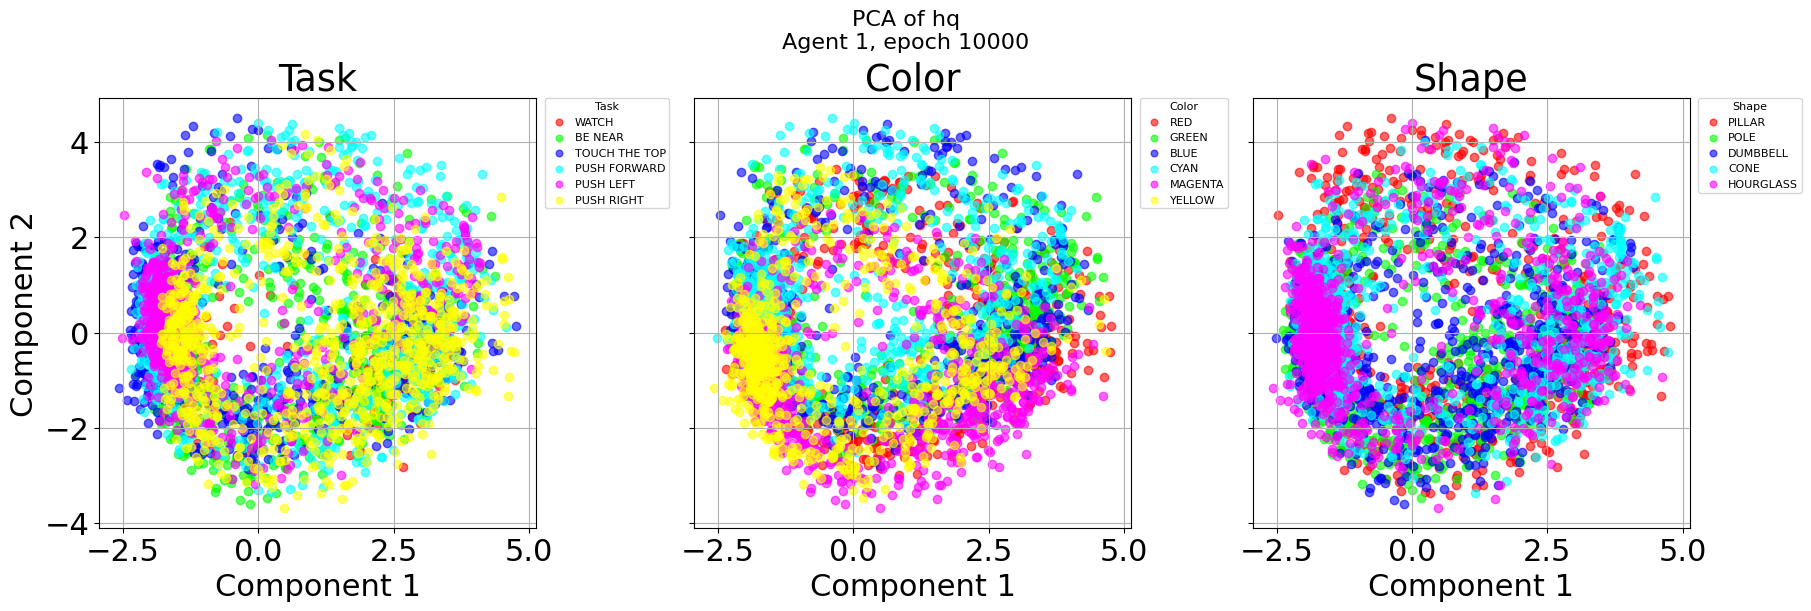 PCA of hq
Agent 1, epoch 10000
Task
4
2
0
−2
−4
Component 2
−2.5 0.0 2.5 5.0
Component 1
Task
WATCH
BE NEAR
TOUCH THE TOP
PUSH FORWARD
PUSH LEFT
PUSH RIGHT
Color
−2.5 0.0 2.5 5.0
Component 1
Color
RED
GREEN
BLUE
CYAN
MAGENTA
YELLOW
Shape
−2.5 0.0 2.5 5.0
Component 1
Shape
PILLAR
POLE
DUMBBELL
CONE
HOURGLASS